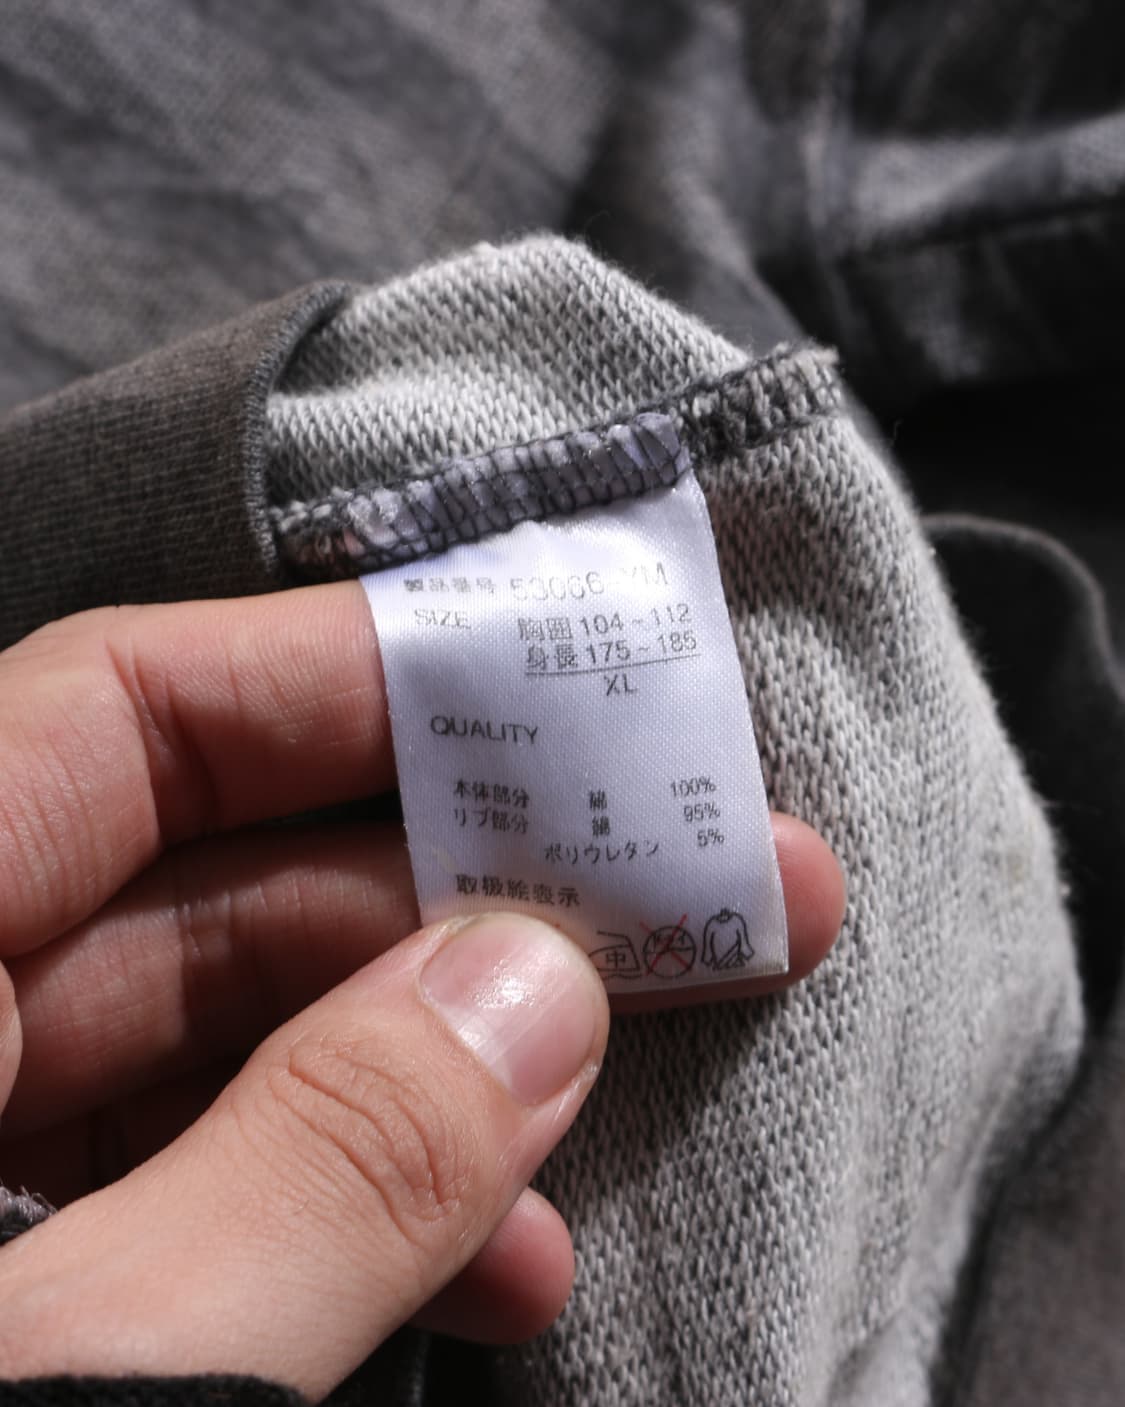 製品番号 53066-YM
SIZE 胸囲 104 ~ 112
身長 175 ~ 185
XL
QUALITY
本体部分 綿 100%
リブ部分 綿 95%
ポリウレタン 5%
取扱絵表示
中